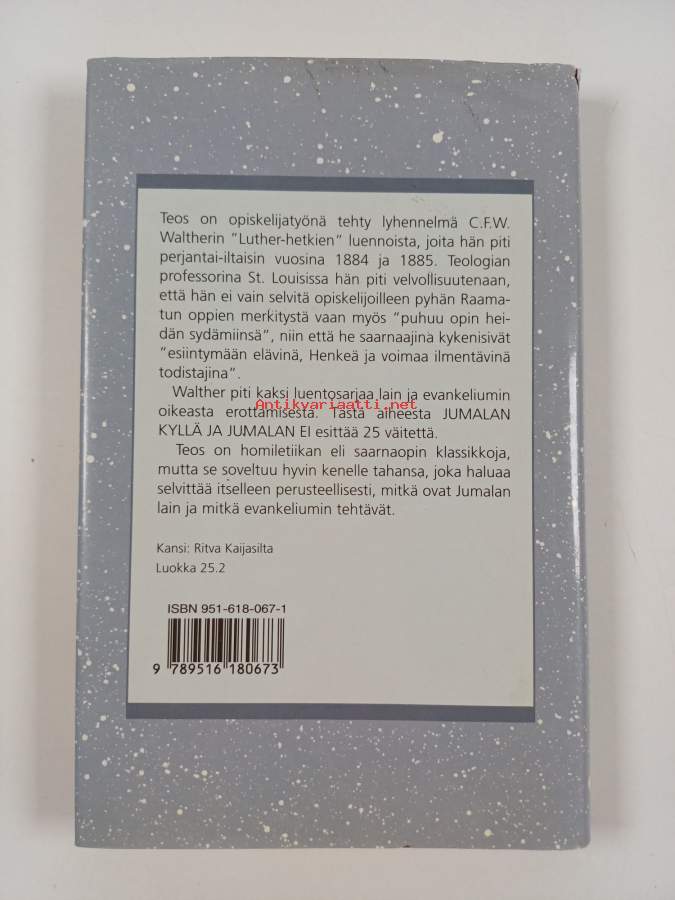 Teos on opiskelijatyönä tehty lyhennelmä C.F.W.
Waltherin "Luther-hetkien" luennoista, joita hän piti
perjantai-iltaisin vuosina 1884 ja 1885. Teologian
professorina St. Louisissa hän piti velvollisuutenaan,
että hän ei vain selvitä opiskelijoilleen pyhän Raama-
tun oppien merkitystä vaan myös "puhuu opin hei-
dän sydämiinsä", niin että he saarnaajina kykenisivät
"esiintymään elävinä, Henkeä ja voimaa ilmentävinä
todistajina".
Walther piti kaksi luentosarjaa lain ja evankeliumin
Antikvariaatti.net
oikeasta erottamisesta. Tästä aiheesta JUMALAN
KYLLÄ JA JUMALAN EI esittää 25 väitettä.
Teos on homiletiikan eli saarnaopin klassikkoja,
mutta se soveltuu hyvin kenelle tahansa, joka haluaa
selvittää itselleen perusteellisesti, mitkä ovat Jumalan
lain ja mitkä evankeliumin tehtävät.
Kansi: Ritva Kaijasilta
Luokka 25.2
ISBN 951-618-067-1
9 789516 180673